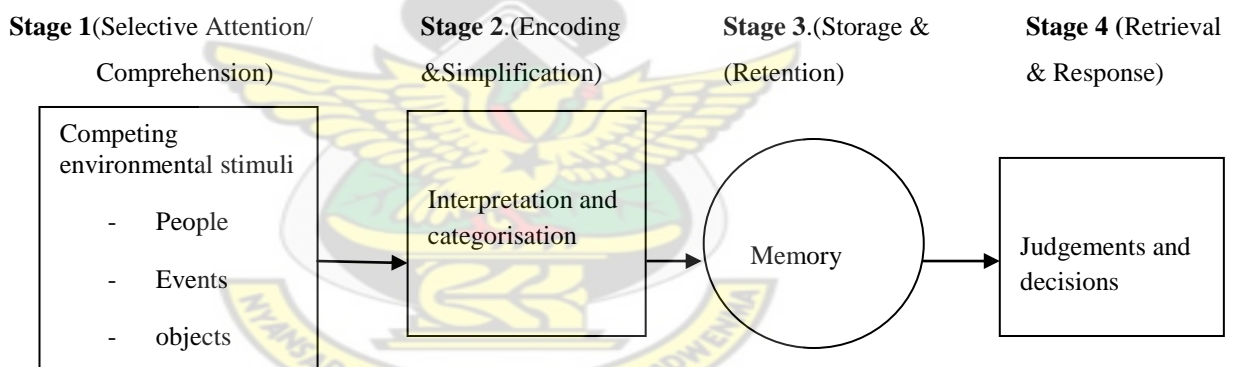 Stage 1(Selective Attention/
Comprehension)
Stage 2.(Encoding
&Simplification)
Stage 3.(Storage &
(Retention)
Stage 4 (Retrieval
& Response)
Competing
environmental stimuli
- People
- Events
- objects
Interpretation and
categorisation
Memory
Judgements and
decisions